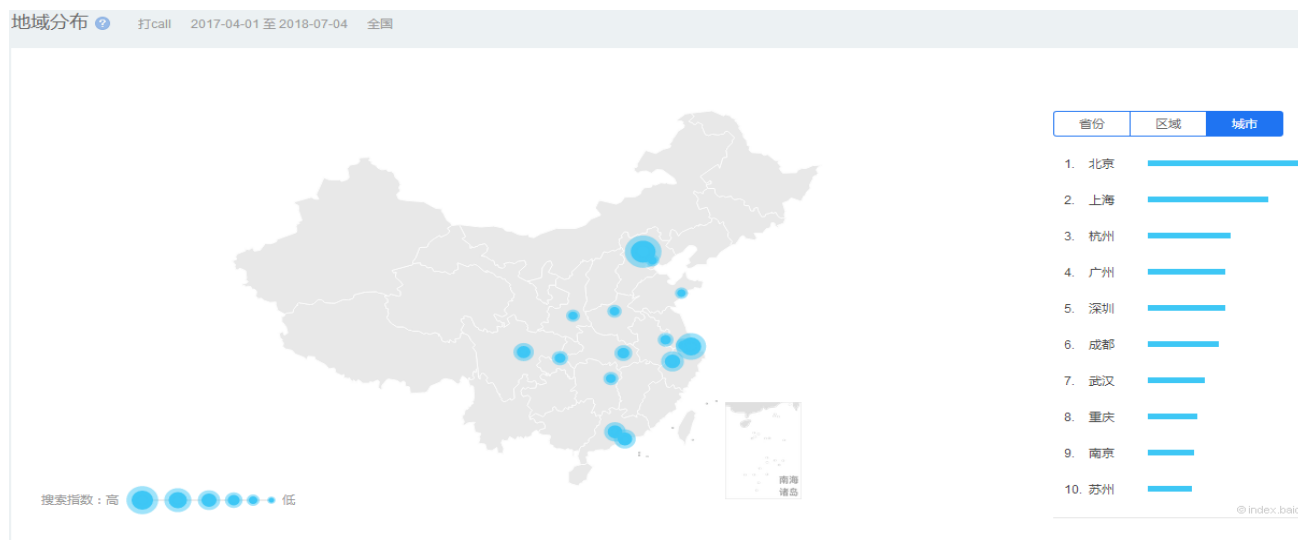 地域分布 ? 打call 2017-04-01 至 2018-07-04 全国
省份 区域 城市
1. 北京
2. 上海
3. 杭州
4. 广州
5. 深圳
6. 成都
7. 武汉
8. 重庆
9. 南京
10. 苏州
南海
诸岛
搜索指数：高 低
©index.baid